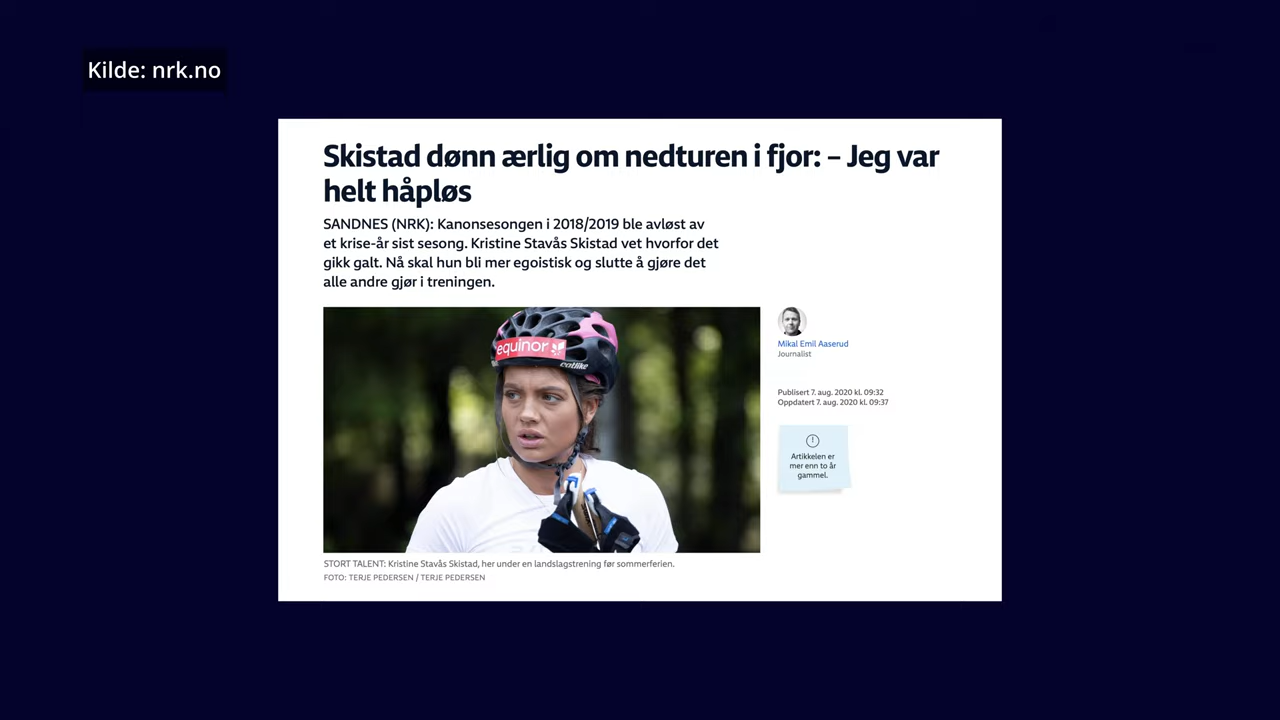 Kilde: nrk.no
Skistad dønn ærlig om nedturen i fjor: – Jeg var
helt håpløs
SANDNES (NRK): Kanonsesongen i 2018/2019 ble avløst av
et krise-år sist sesong. Kristine Stavås Skistad vet hvorfor det
gikk galt. Nå skal hun bli mer egoistisk og slutte å gjøre det
alle andre gjør i treningen.
equinor
Mikal Emil Aaserud
Journalist
Publisert 7. aug. 2020 kl. 09:32
Oppdatert 7. aug. 2020 kl. 09:37
Artikkelen er
mer enn to år
gammel.
STORT TALENT: Kristine Stavås Skistad, her under en landslagstrening før sommerferien.
FOTO: TERJE PEDERSEN / TERJE PEDERSEN